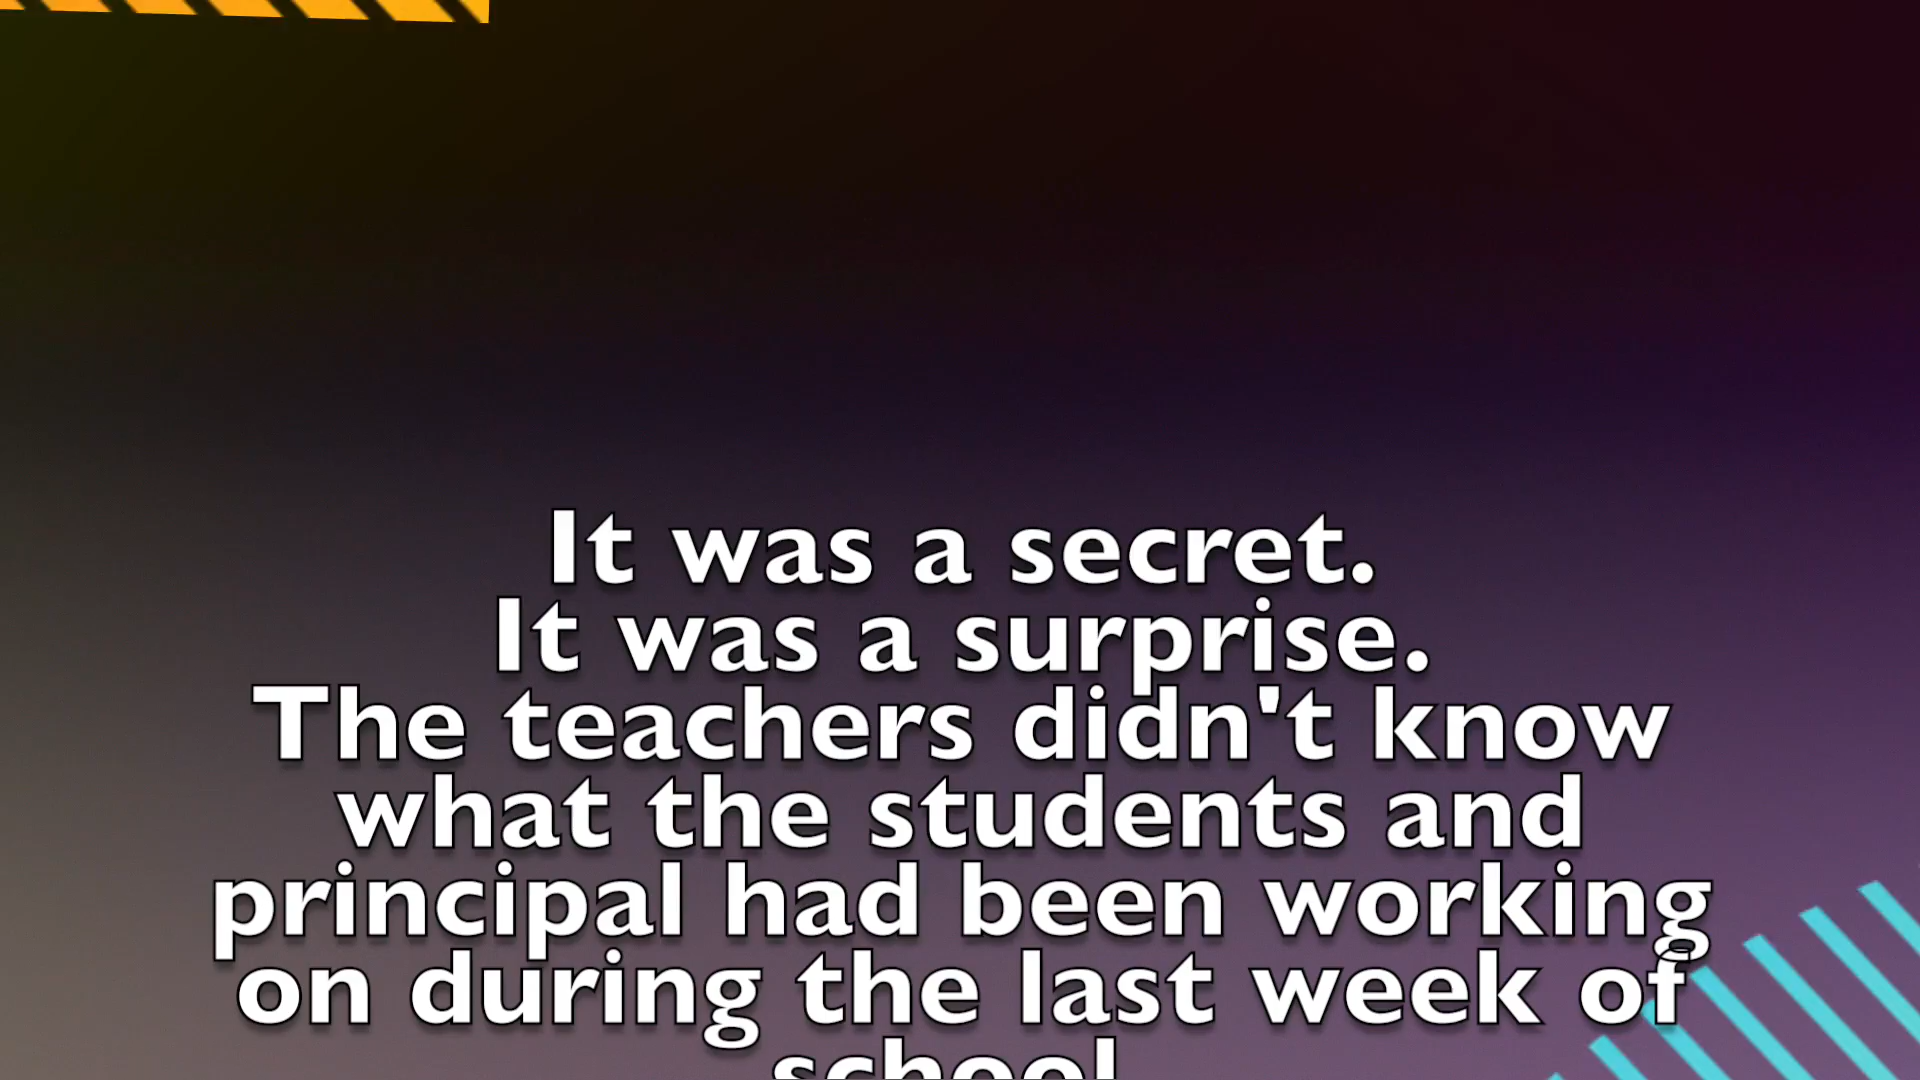 It was a secret.
It was a surprise.
The teachers didn't know
what the students and
principal had been working
on during the last week of
school